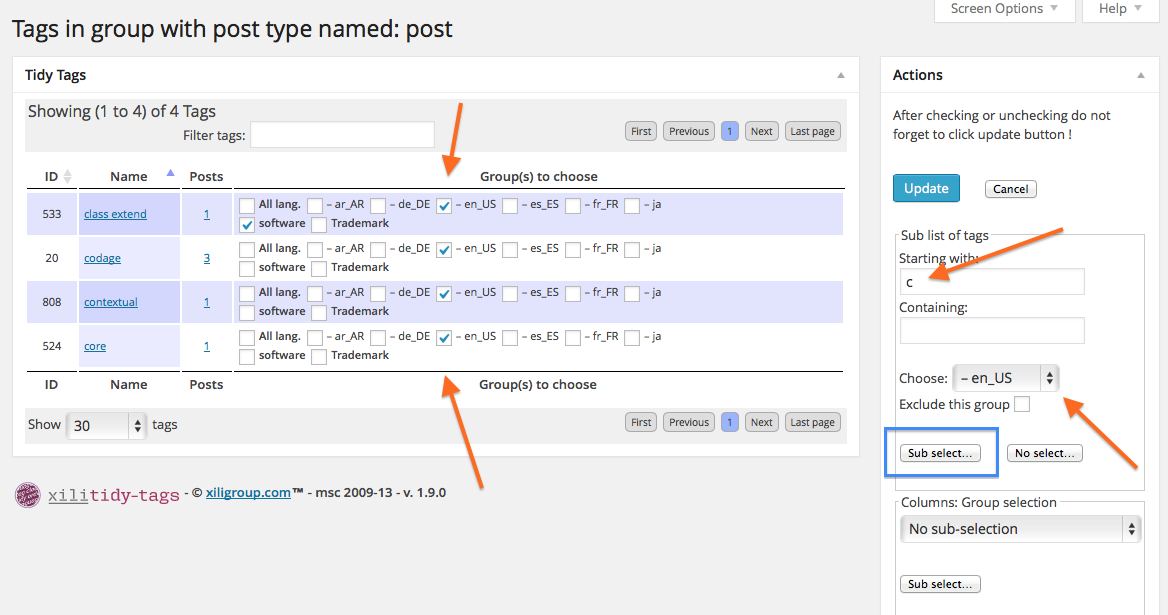 Screen Options
Help
Tags in group with post type named: post
Tidy Tags
Showing (1 to 4) of 4 Tags
Filter tags:
First Previous 1 Next Last page
ID Name Posts Group(s) to choose
533 class extend 1 All lang. – ar_AR – de_DE – en_US – es_ES – fr_FR – ja
software Trademark
20 codage 3 All lang. – ar_AR – de_DE – en_US – es_ES – fr_FR – ja
software Trademark
808 contextual 1 All lang. – ar_AR – de_DE – en_US – es_ES – fr_FR – ja
software Trademark
524 core 1 All lang. – ar_AR – de_DE – en_US – es_ES – fr_FR – ja
software Trademark
ID Name Posts Group(s) to choose
Show 30 tags
First Previous 1 Next Last page
xilitidy-tags - © xiligroup.com™ - msc 2009-13 - v. 1.9.0
Actions
After checking or unchecking do not
forget to click update button !
Update Cancel
Sub list of tags
Starting with:
c
Containing:
Choose: – en_US
Exclude this group
Sub select... No select...
Columns: Group selection
No sub-selection
Sub select...